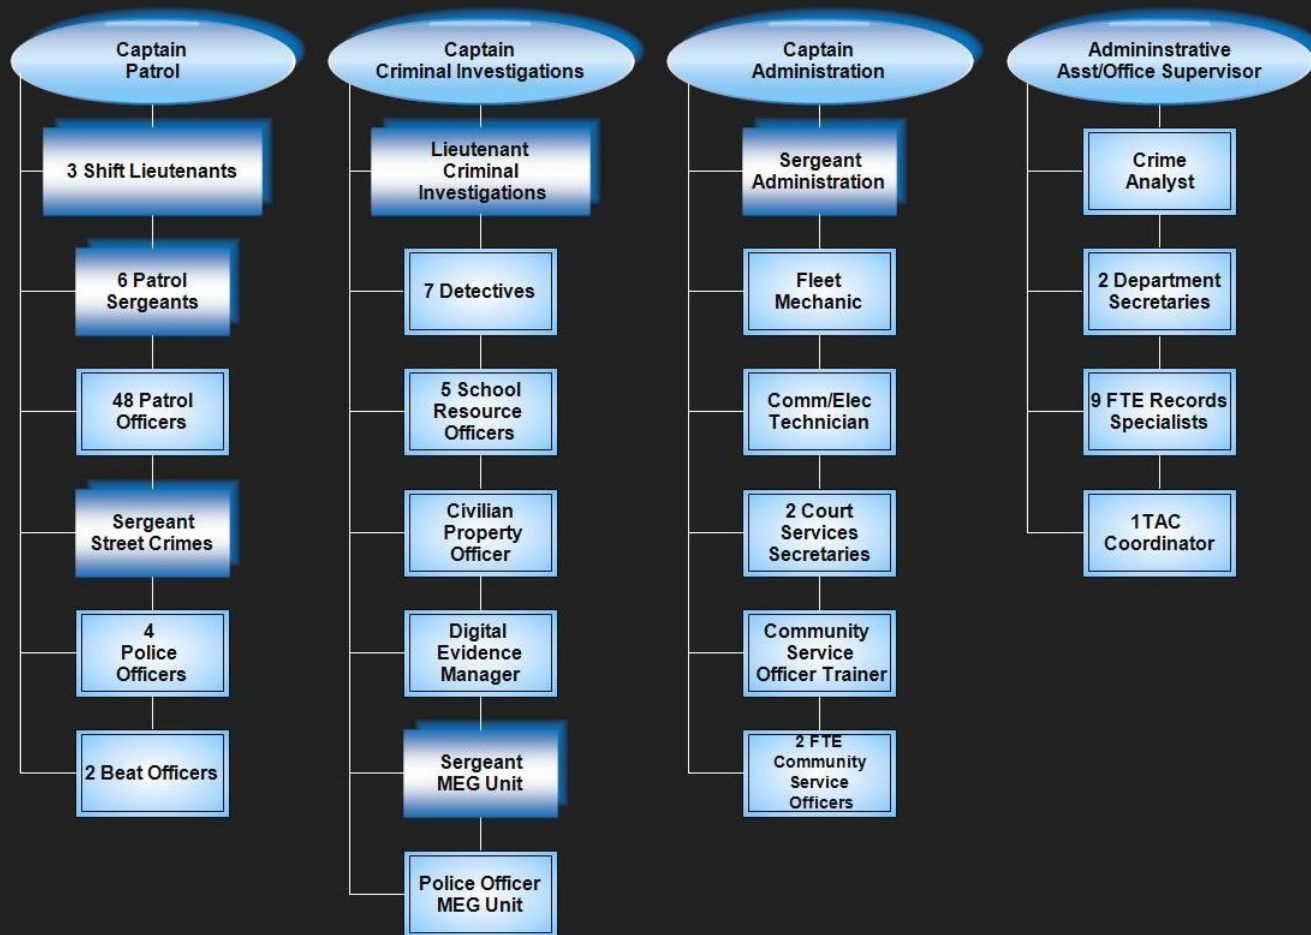 Captain
Patrol
3 Shift Lieutenants
6 Patrol
Sergeants
48 Patrol
Officers
Sergeant
Street Crimes
4
Police
Officers
2 Beat Officers
Captain
Criminal Investigations
Lieutenant
Criminal
Investigations
7 Detectives
5 School
Resource
Officers
Civilian
Property
Officer
Digital
Evidence
Manager
Sergeant
MEG Unit
Police Officer
MEG Unit
Captain
Administration
Sergeant
Administration
Fleet
Mechanic
Comm/Elec
Technician
2 Court
Services
Secretaries
Community
Service
Officer Trainer
2 FTE
Community
Service
Officers
Admininstrative
Asst/Office Supervisor
Crime
Analyst
2 Department
Secretaries
9 FTE Records
Specialists
1TAC
Coordinator